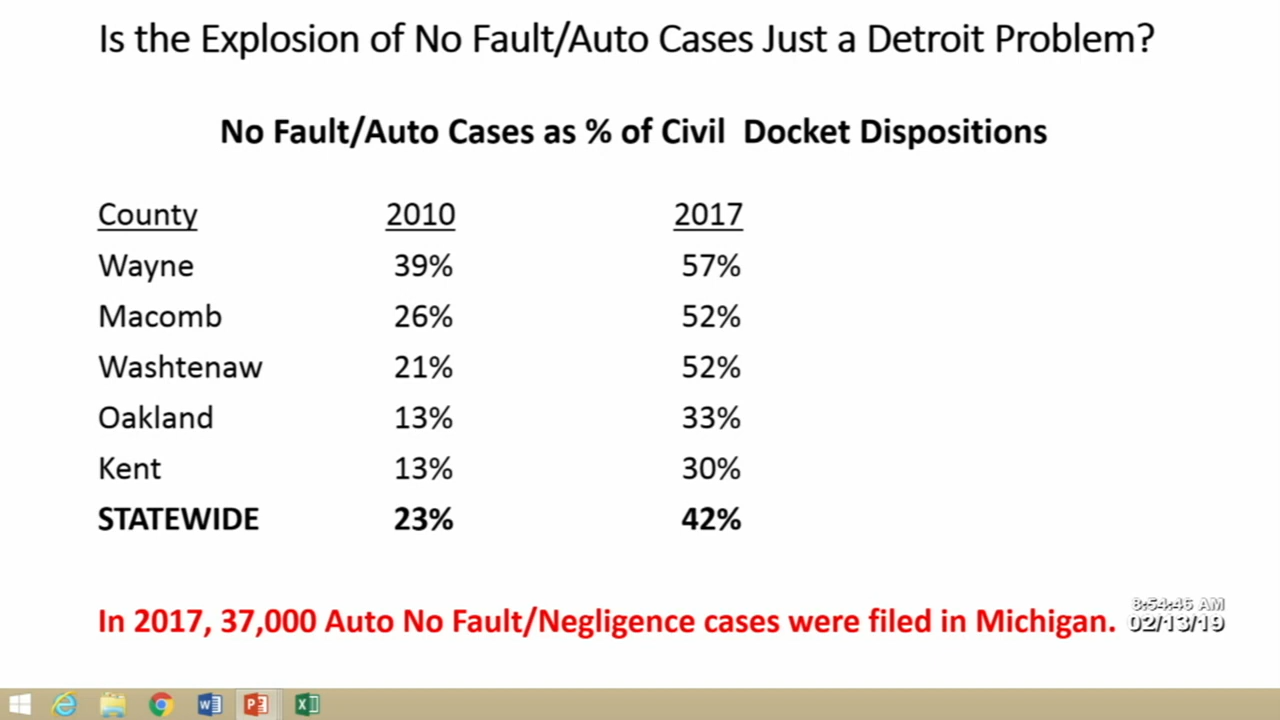 Is the Explosion of No Fault/Auto Cases Just a Detroit Problem?
No Fault/Auto Cases as % of Civil Docket Dispositions
County 2010 2017
Wayne 39% 57%
Macomb 26% 52%
Washtenaw 21% 52%
Oakland 13% 33%
Kent 13% 30%
STATEWIDE 23% 42%
In 2017, 37,000 Auto No Fault/Negligence cases were filed in Michigan.
8:54:46 AM
02/13/19